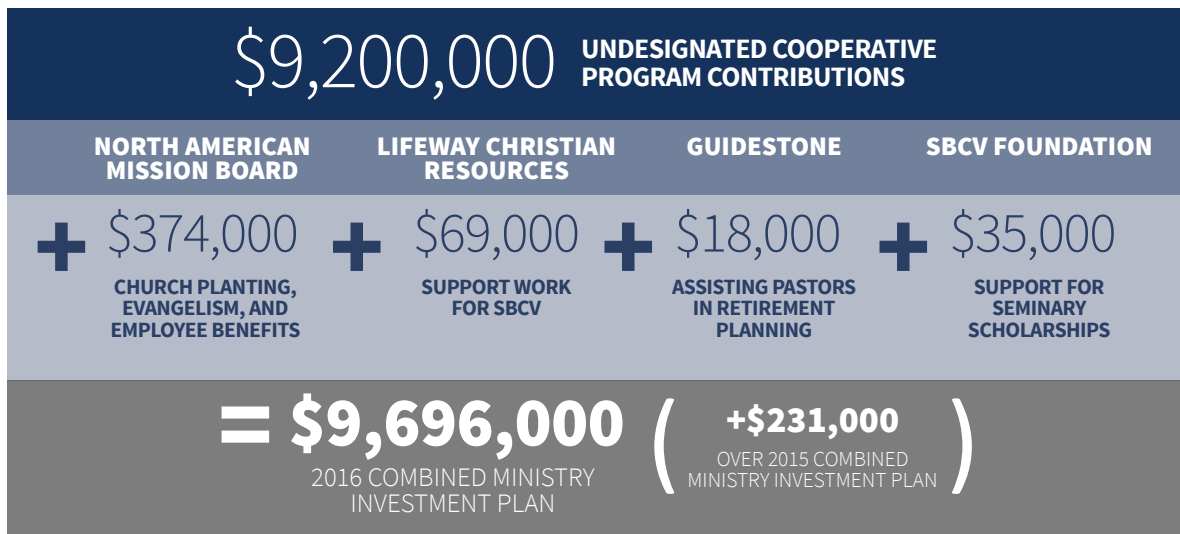 $9,200,000
UNDESIGNATED COOPERATIVE
PROGRAM CONTRIBUTIONS
NORTH AMERICAN
MISSION BOARD
LIFEWAY CHRISTIAN
RESOURCES
GUIDESTONE
SBCV FOUNDATION
+ $374,000
CHURCH PLANTING,
EVANGELISM, AND
EMPLOYEE BENEFITS
+ $69,000
SUPPORT WORK
FOR SBCV
+ $18,000
ASSISTING PASTORS
IN RETIREMENT
PLANNING
+ $35,000
SUPPORT FOR
SEMINARY
SCHOLARSHIPS
= $9,696,000
2016 COMBINED MINISTRY
INVESTMENT PLAN
( +$231,000
OVER 2015 COMBINED
MINISTRY INVESTMENT PLAN )